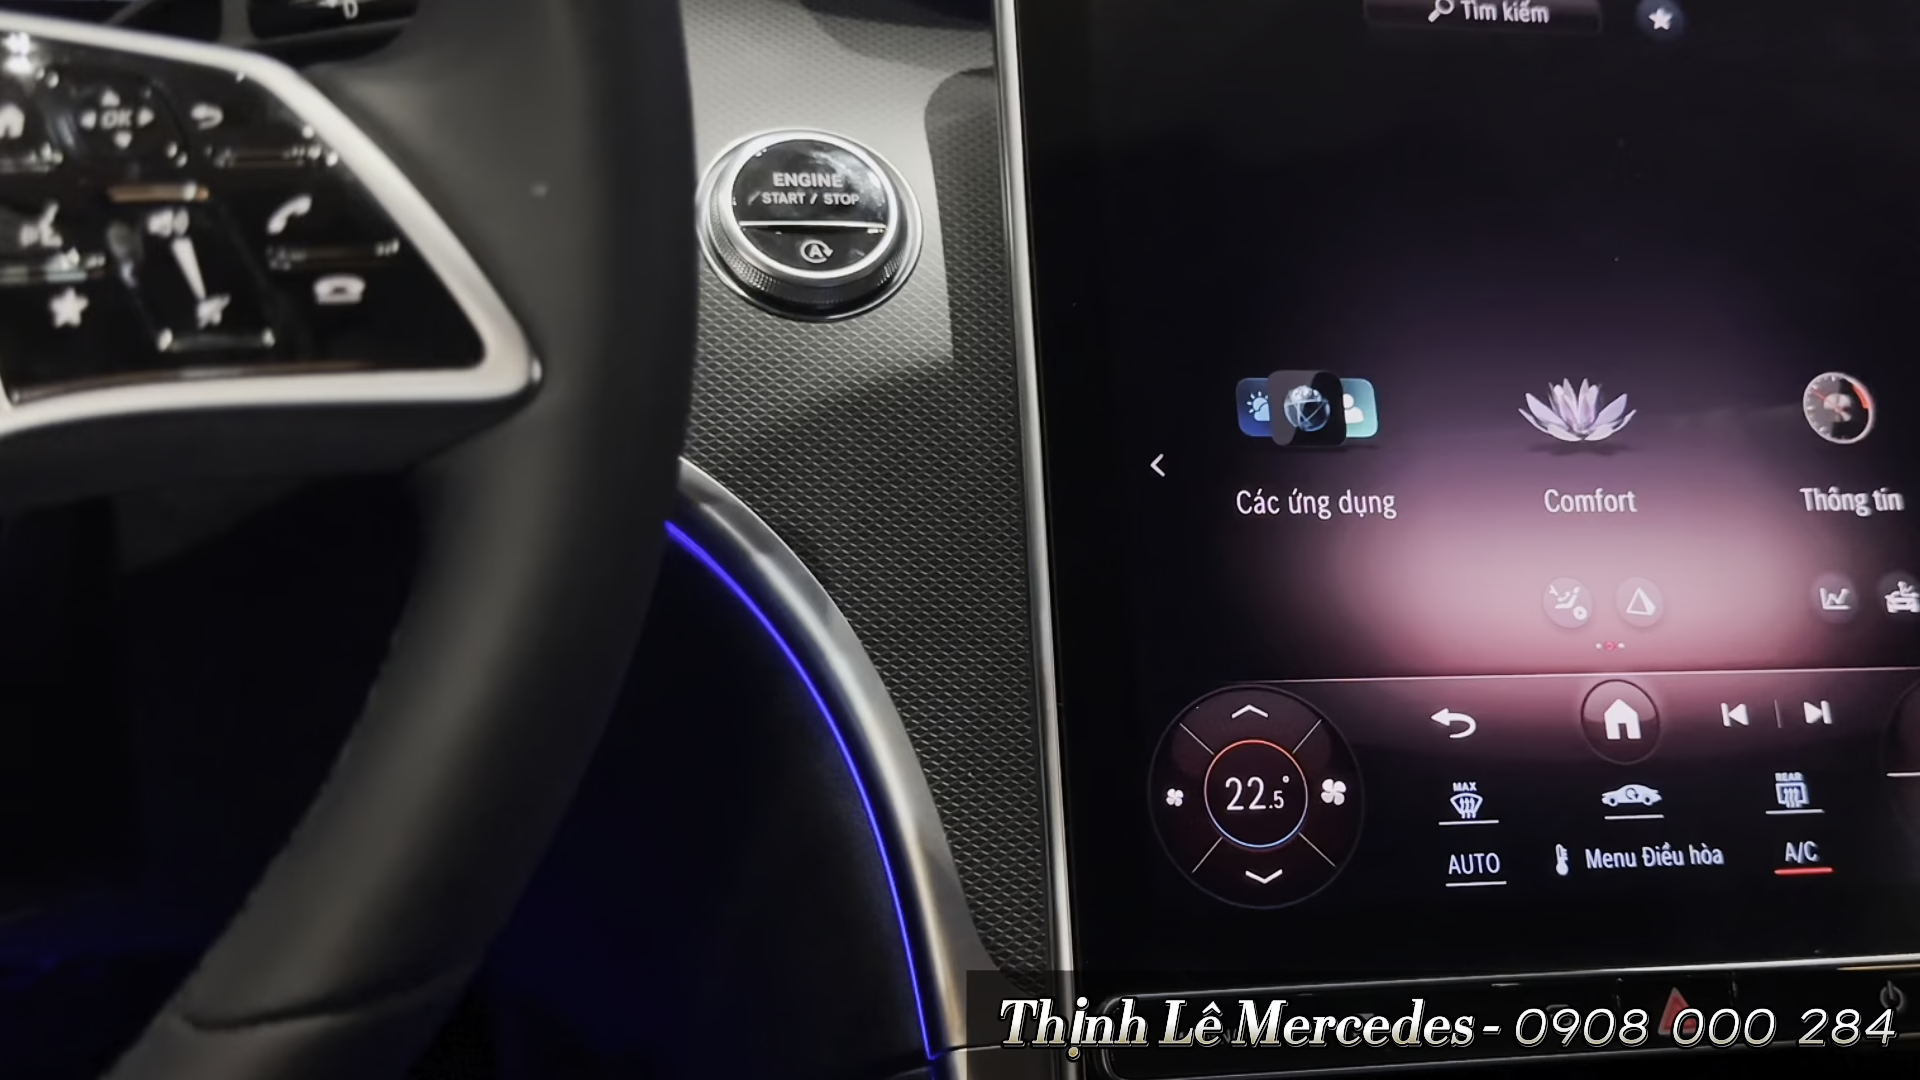 D
Tìm kiếm
OK
ENGINE
START / STOP
A
Các ứng dụng
Comfort
Thông tin
22.5°
MAX
REAR
AUTO
Menu Điều hòa
A/C
Thịnh Lê Mercedes - 0908 000 284